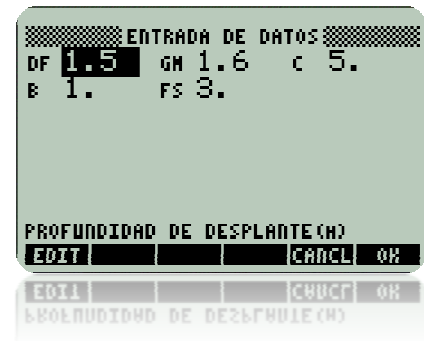 ENTRADA DE DATOS
DF 1.5 GM 1.6 C 5.
B 1. FS 3.
PROFUNDIDAD DE DESPLANTE(M)
EDIT CANCL OK